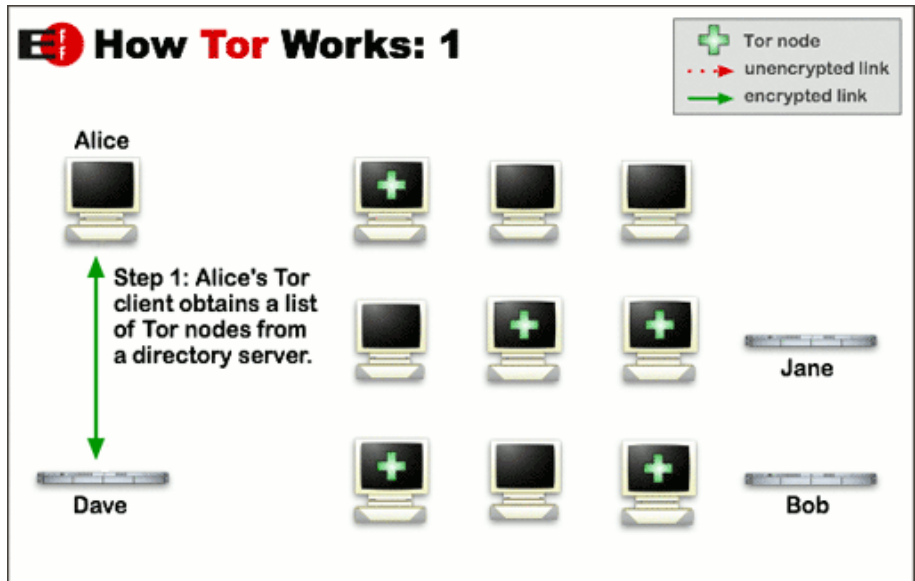 EFF How Tor Works: 1
Tor node
unencrypted link
encrypted link
Alice
Step 1: Alice's Tor
client obtains a list
of Tor nodes from
a directory server.
Jane
Dave
Bob